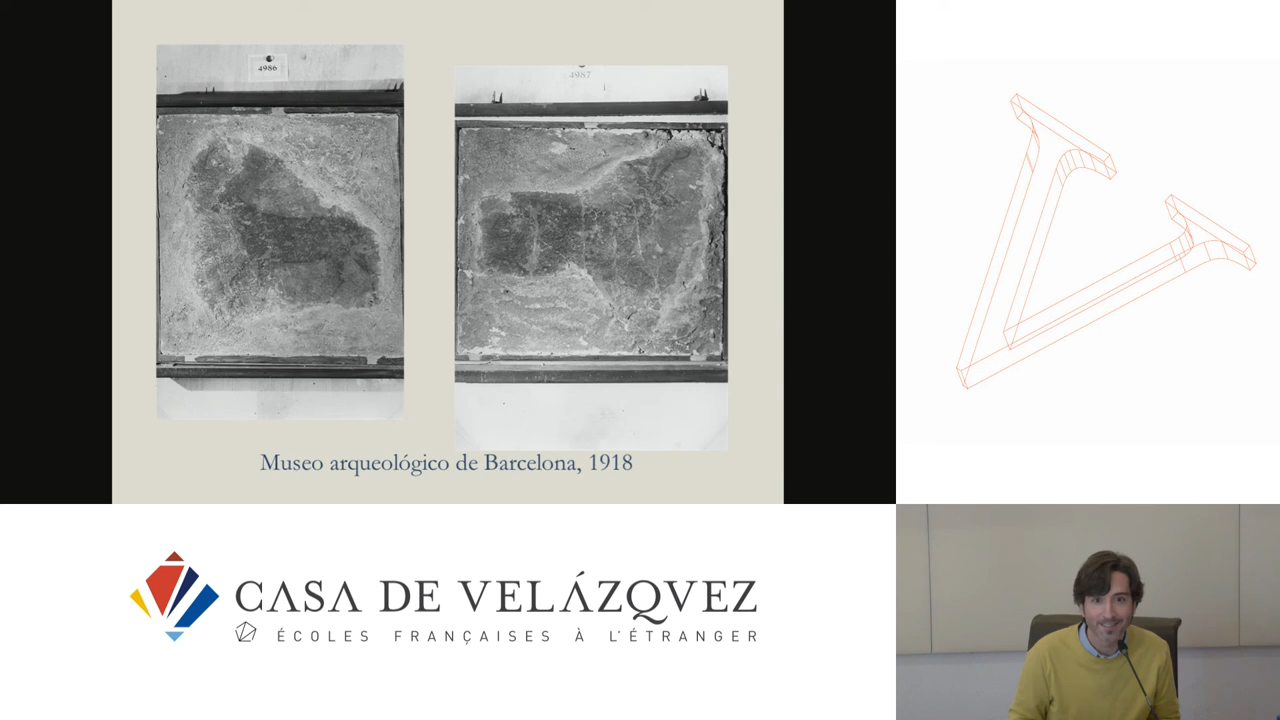 4986
4987
Museo arqueológico de Barcelona, 1918
CASA DE VELÁZQVEZ
ÉCOLES FRANÇAISES À L'ÉTRANGER